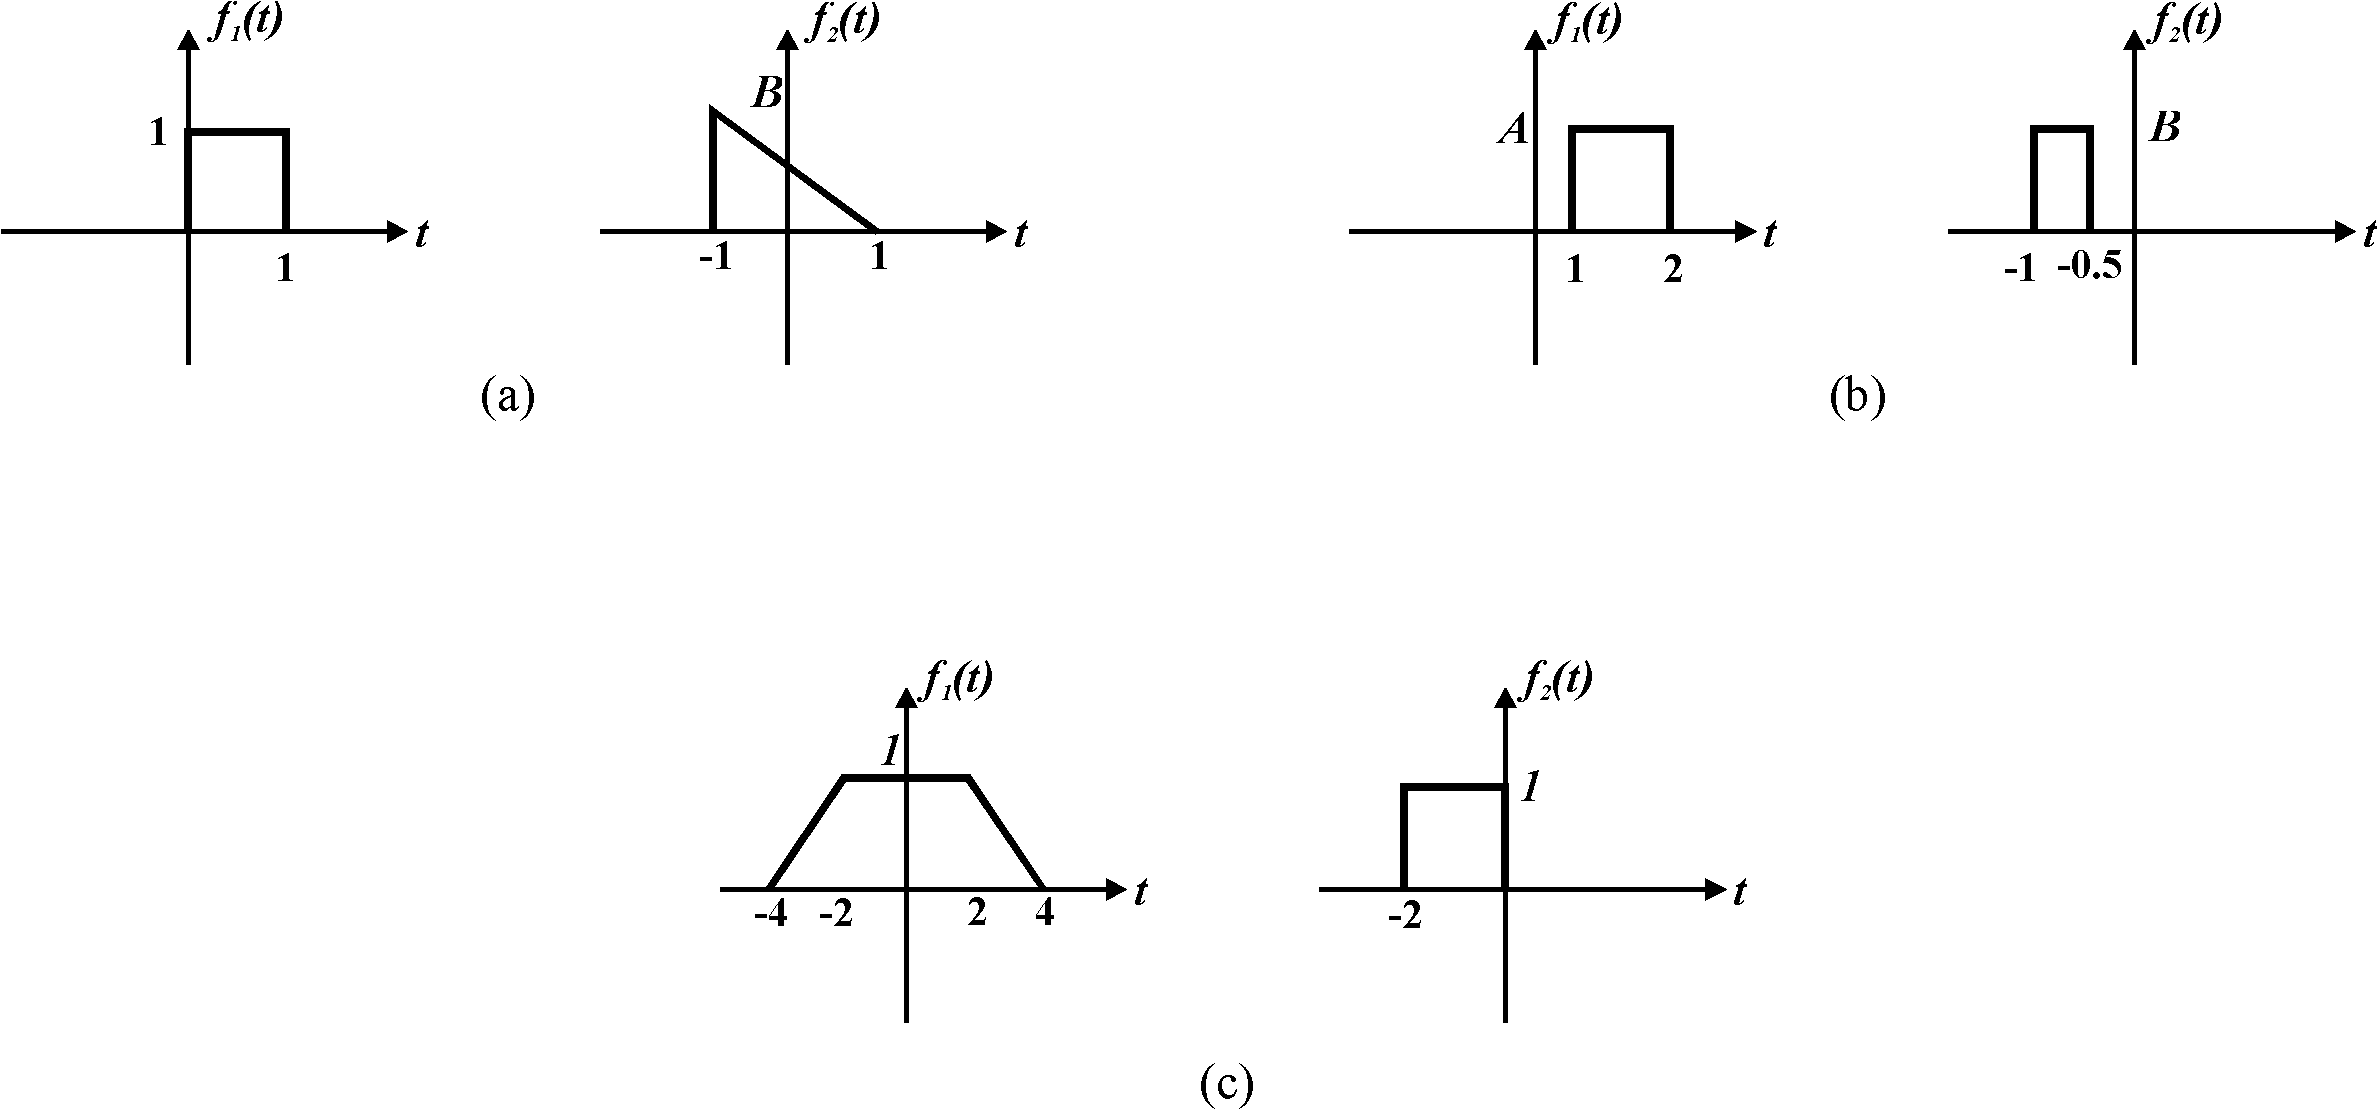 f₁(t) f₂(t) f₁(t) f₂(t)
B
1 A B
t t t t
1 -1 1 1 2 -1 -0.5
(a) (b)
f₁(t) f₂(t)
1
1
t t
-4 -2 2 4 -2
(c)